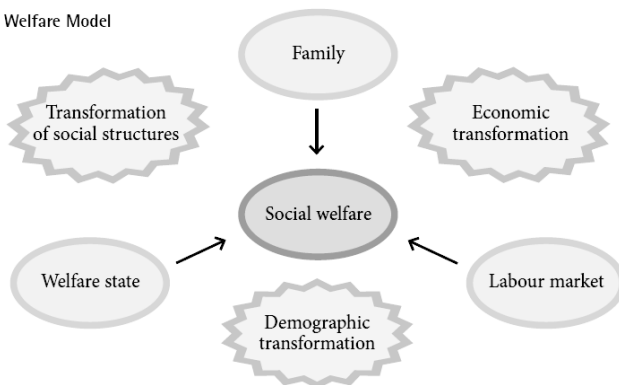 Welfare Model
Family
Transformation
of social structures
Economic
transformation
Social welfare
Welfare state
Labour market
Demographic
transformation